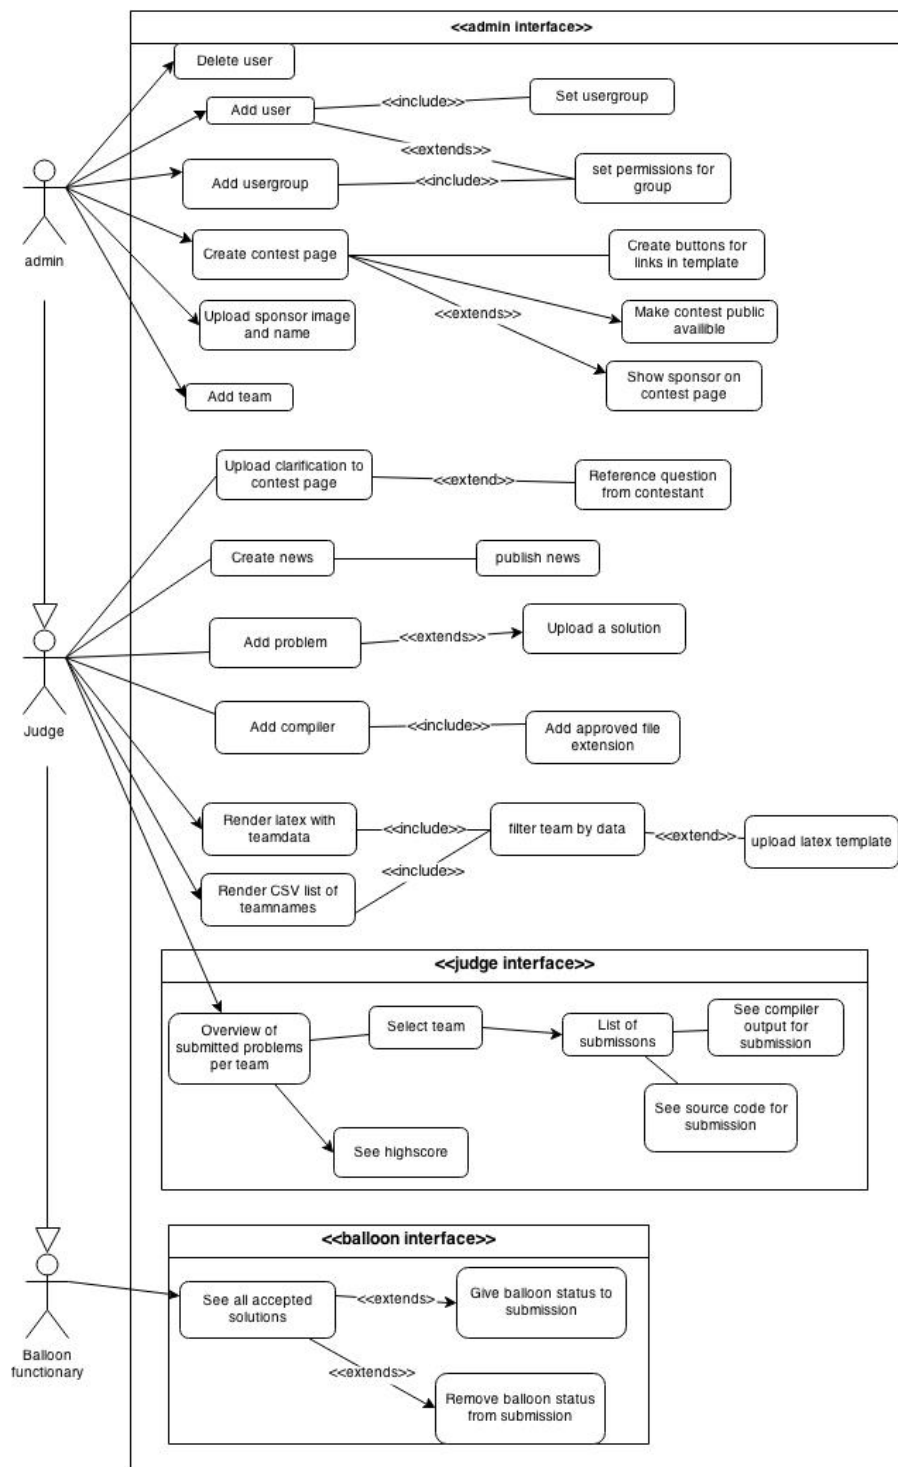 <<admin interface>>
Delete user
Add user
<<include>>
Set usergroup
<<extends>>
Add usergroup
<<include>>
set permissions for
group
admin
Create contest page
Create buttons for
links in template
Upload sponsor image
and name
<<extends>>
Make contest public
availible
Add team
Show sponsor on
contest page
Upload clarification to
contest page
<<extend>>
Reference question
from contestant
Create news
publish news
Add problem
<<extends>>
Upload a solution
Judge
Add compiler
<<include>>
Add approved file
extension
Render latex with
teamdata
<<include>>
filter team by data
<<extend>>
upload latex template
<<include>>
Render CSV list of
teamnames
<<judge interface>>
Overview of
submitted problems
per team
Select team
List of
submissons
See compiler
output for
submission
See source code for
submission
See highscore
<<balloon interface>>
See all accepted
solutions
<<extends>
Give balloon status to
submission
Balloon
functionary
<<extends>>
Remove balloon status
from submission